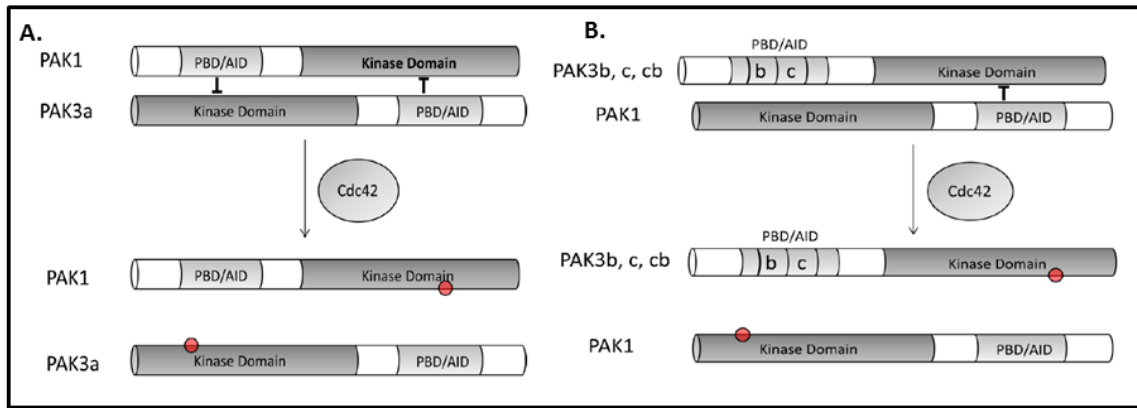 A.
PAK1
PBD/AID
Kinase Domain
PAK3a
Kinase Domain
PBD/AID
Cdc42
PAK1
PBD/AID
Kinase Domain
PAK3a
Kinase Domain
PBD/AID
B.
PBD/AID
PAK3b, c, cb
b
c
Kinase Domain
PAK1
Kinase Domain
PBD/AID
Cdc42
PBD/AID
PAK3b, c, cb
b
c
Kinase Domain
PAK1
Kinase Domain
PBD/AID